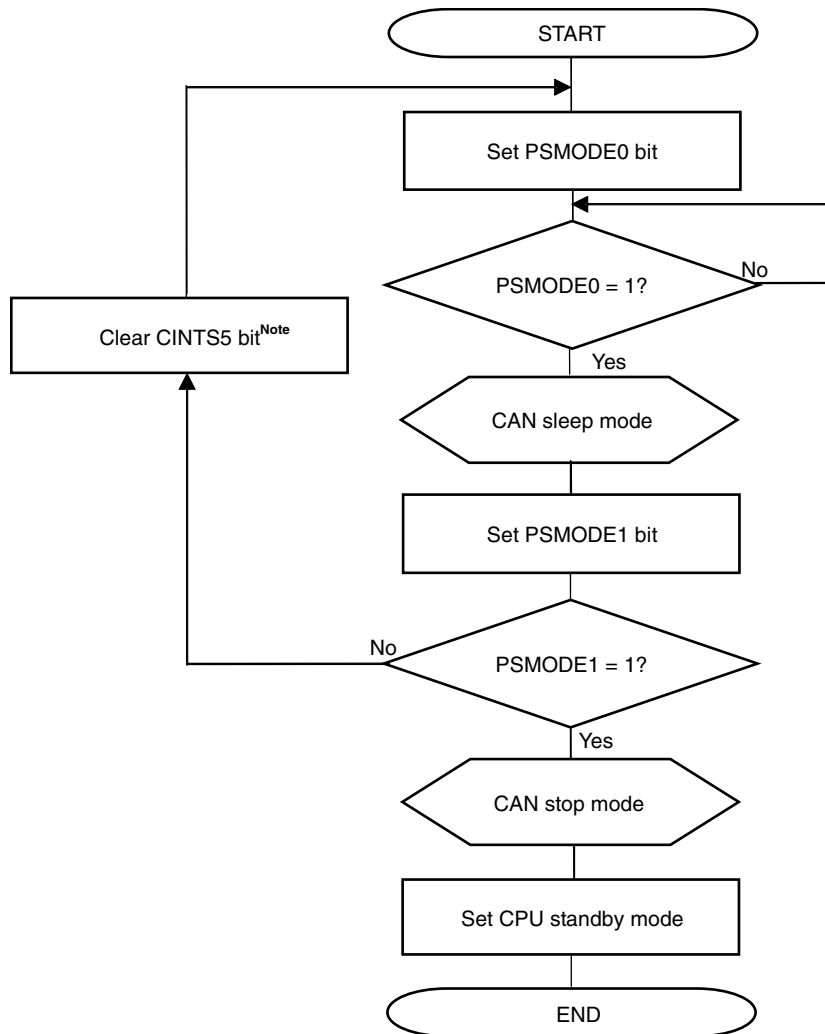 START
Set PSMODE0 bit
PSMODE0 = 1?
No
Clear CINTS5 bitNote
Yes
CAN sleep mode
Set PSMODE1 bit
No
PSMODE1 = 1?
Yes
CAN stop mode
Set CPU standby mode
END